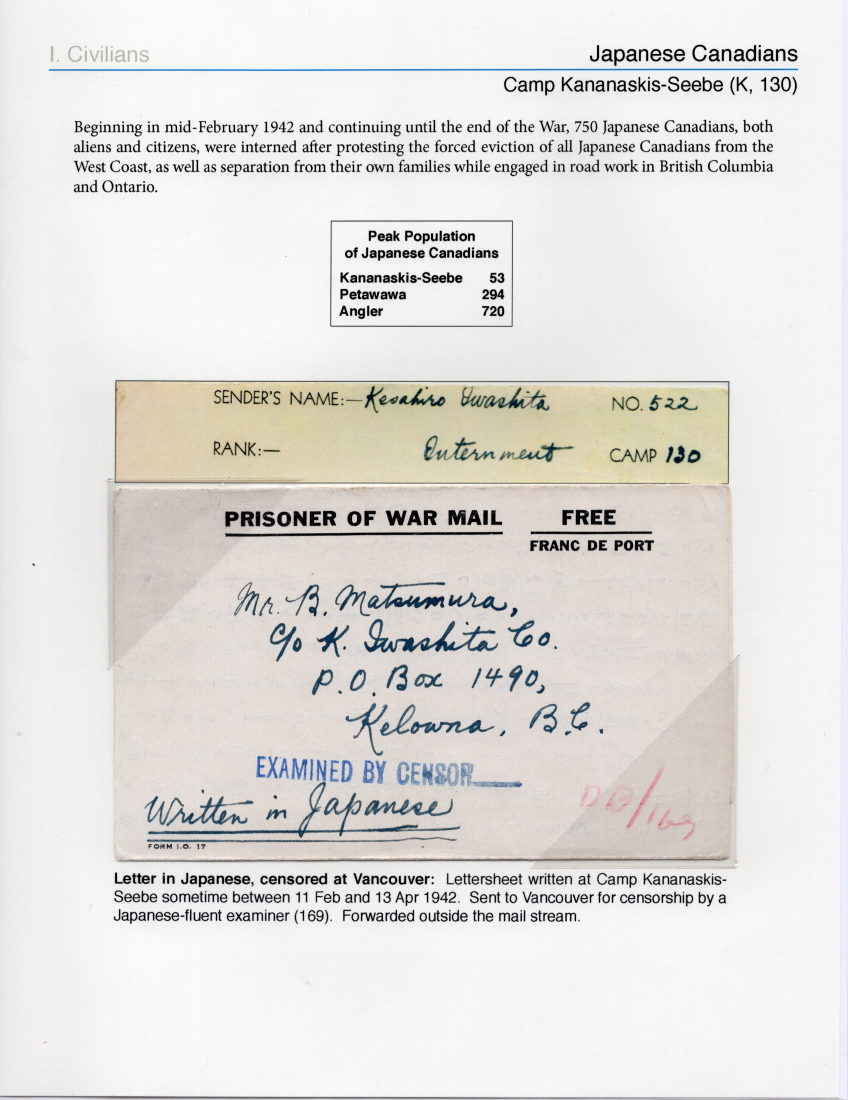 I. Civilians
Japanese Canadians
Camp Kananaskis-Seebe (K, 130)
Beginning in mid-February 1942 and continuing until the end of the War, 750 Japanese Canadians, both
aliens and citizens, were interned after protesting the forced eviction of all Japanese Canadians from the
West Coast, as well as separation from their own families while engaged in road work in British Columbia
and Ontario.
Peak Population
of Japanese Canadians
Kananaskis-Seebe 53
Petawawa 294
Angler 720
SENDER'S NAME:—Kesahiro Iwashita NO. 522
RANK:— Internment CAMP 130
PRISONER OF WAR MAIL FREE
FRANC DE PORT
Mr. B. Matsumura,
c/o K. Iwashita Co.
P.O. Box 1490,
Kelowna, B.C.
EXAMINED BY CENSOR
DB/169
Written in Japanese
FORM I.O. 17
Letter in Japanese, censored at Vancouver: Lettersheet written at Camp Kananaskis-
Seebe sometime between 11 Feb and 13 Apr 1942. Sent to Vancouver for censorship by a
Japanese-fluent examiner (169). Forwarded outside the mail stream.